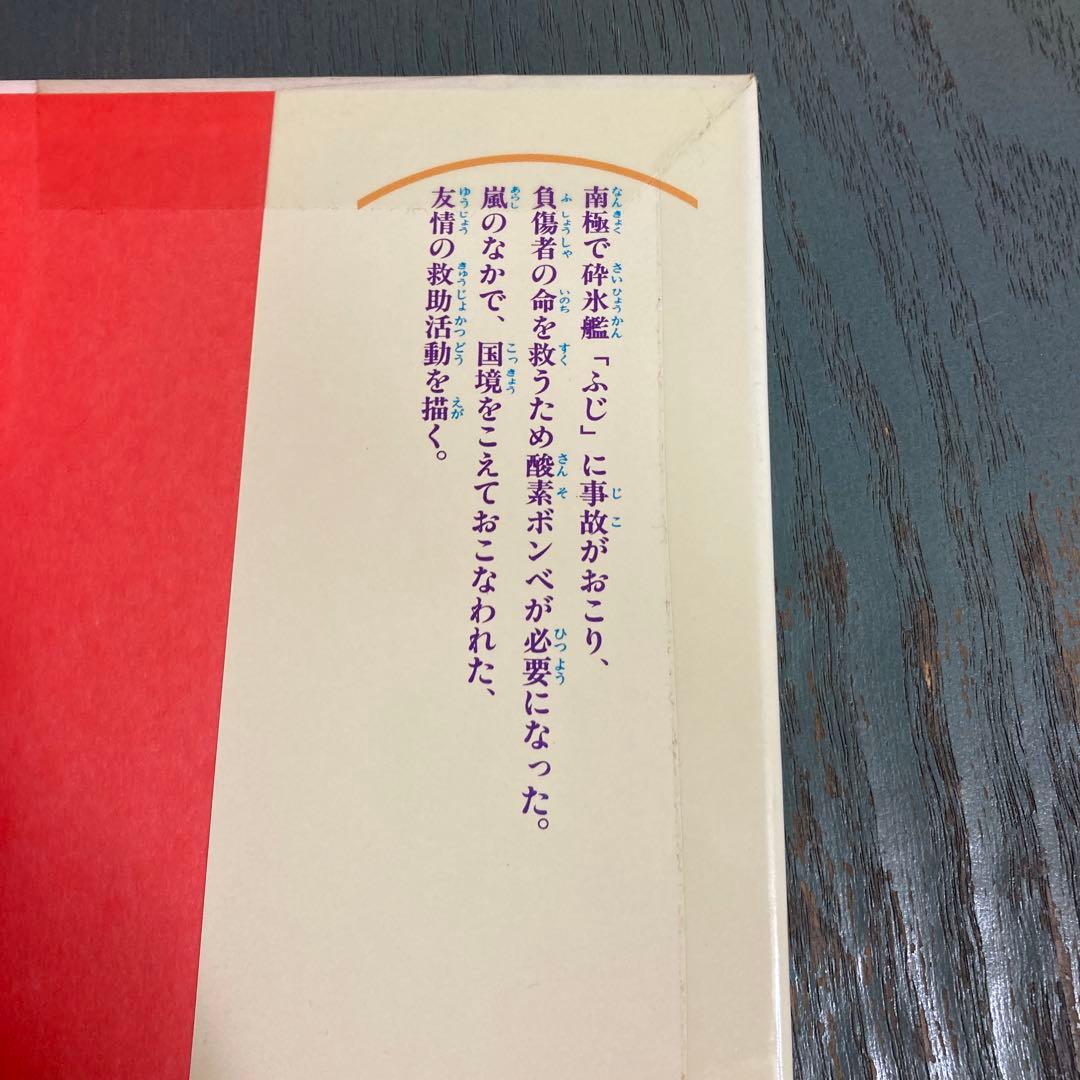 南極で砕氷艦「ふじ」に事故がおこり、
負傷者の命を救うため酸素ボンベが必要になった。
嵐のなかで、国境をこえておこなわれた、
友情の救助活動を描く。